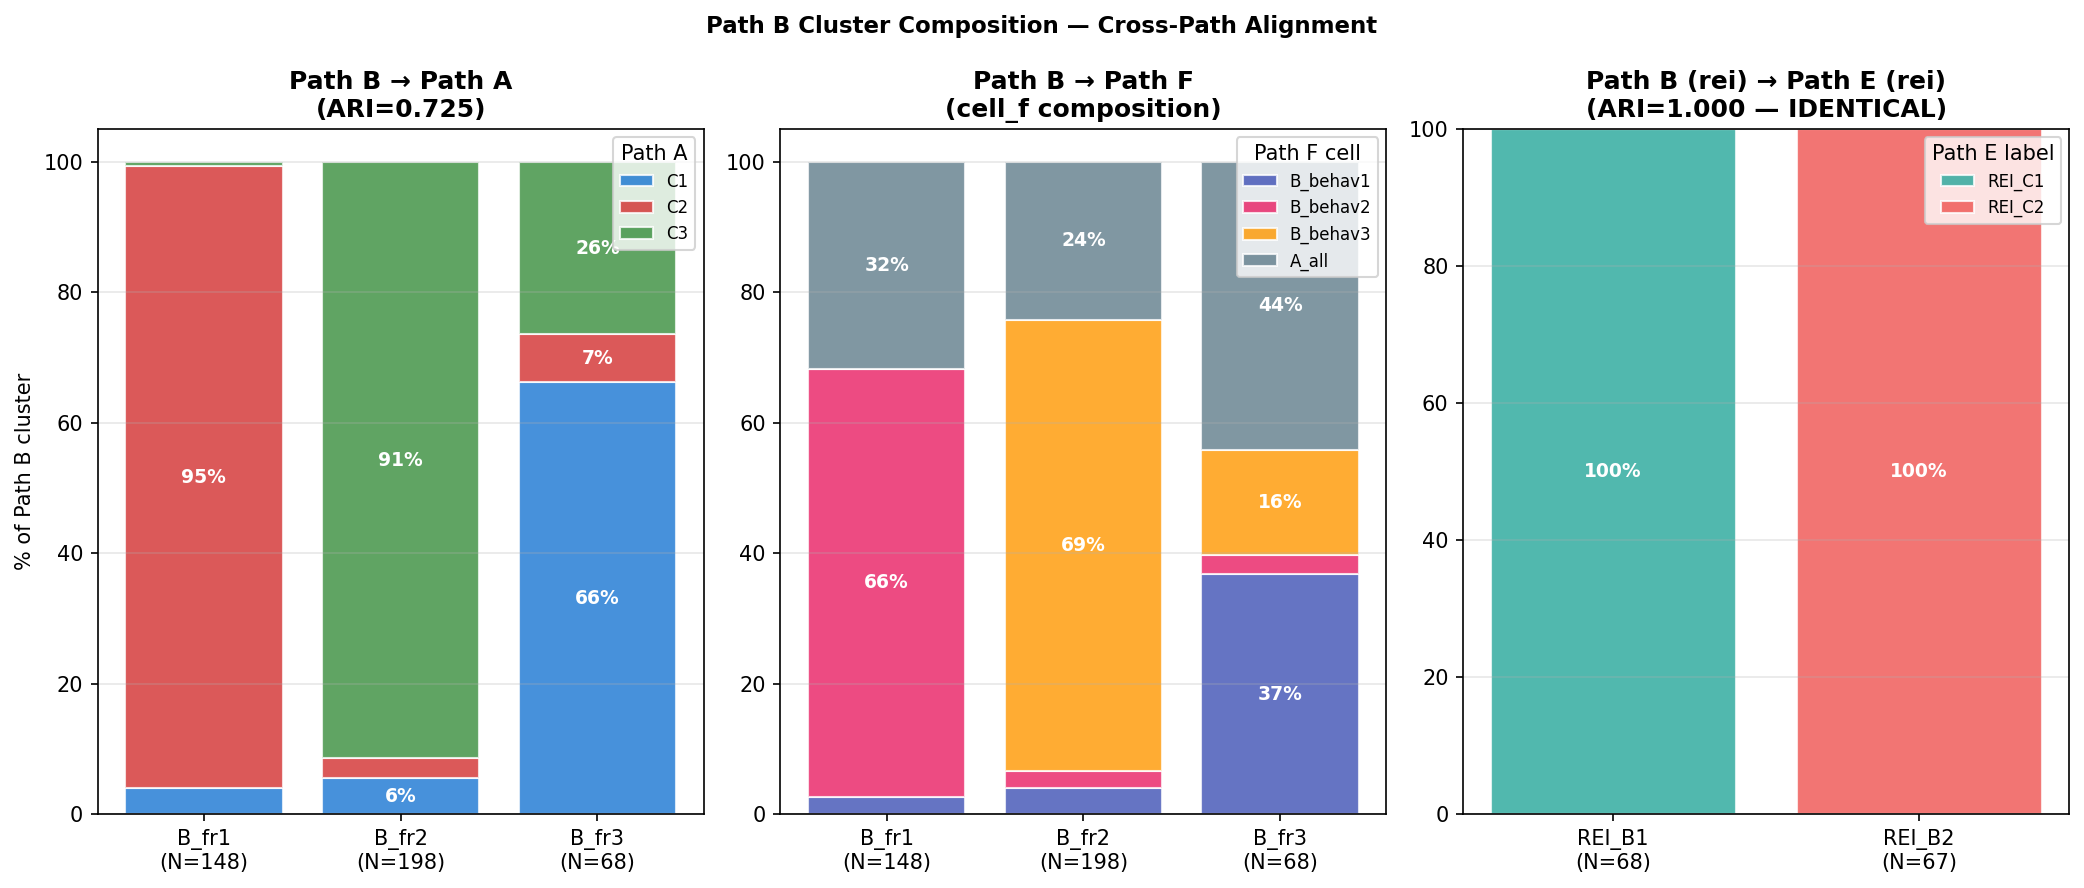 Path B Cluster Composition — Cross-Path Alignment
Path B → Path A
(ARI=0.725)
% of Path B cluster
100
80
60
40
20
0
Path A
C1
C2
C3
95%
91%
6%
26%
7%
66%
B_fr1
(N=148)
B_fr2
(N=198)
B_fr3
(N=68)
Path B → Path F
(cell_f composition)
100
80
60
40
20
0
Path F cell
B_behav1
B_behav2
B_behav3
A_all
32%
66%
24%
69%
44%
16%
37%
B_fr1
(N=148)
B_fr2
(N=198)
B_fr3
(N=68)
Path B (rei) → Path E (rei)
(ARI=1.000 — IDENTICAL)
100
80
60
40
20
0
Path E label
REI_C1
REI_C2
100%
100%
REI_B1
(N=68)
REI_B2
(N=67)